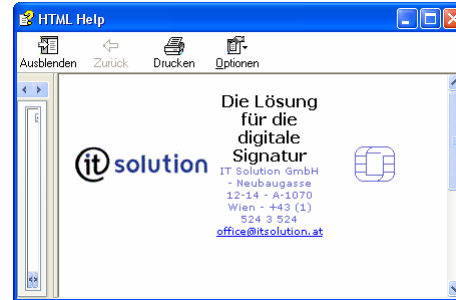 HTML Help
Ausblenden Zurück Drucken Optionen
Die Lösung
für die
digitale
Signatur
it solution
IT Solution GmbH
- Neubaugasse
12-14 - A-1070
Wien - +43 (1)
524 3 524
office@itsolution.at